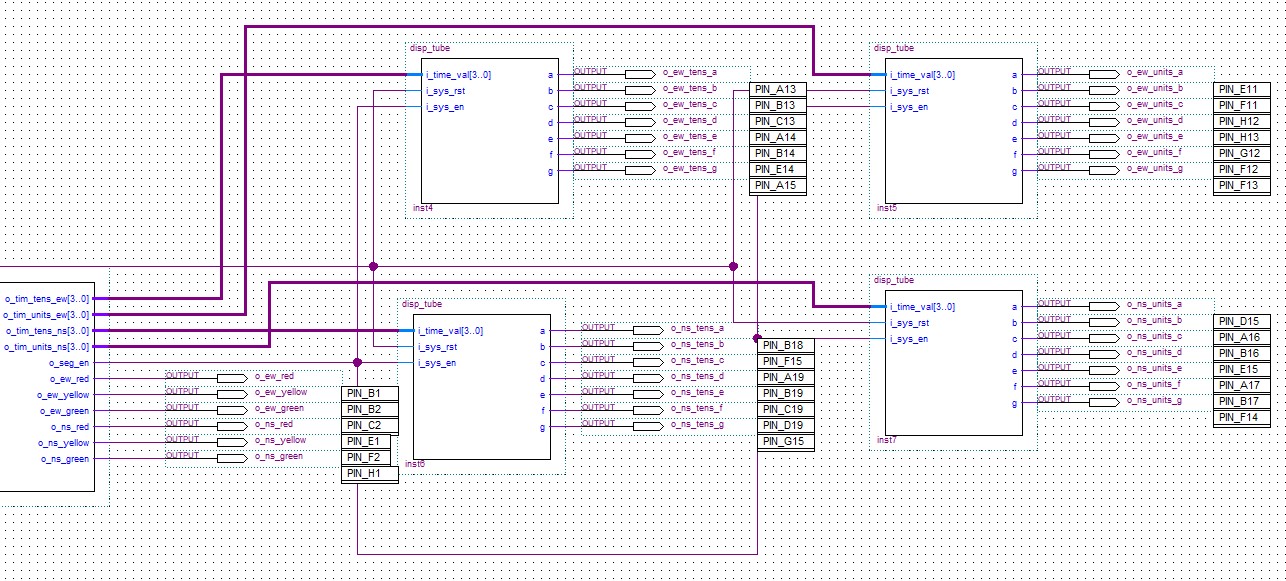 disp_tube
i_time_val[3..0]
i_sys_rst
i_sys_en
a
b
c
d
e
f
g
inst4
OUTPUT
OUTPUT
OUTPUT
OUTPUT
OUTPUT
OUTPUT
OUTPUT
o_ew_tens_a
o_ew_tens_b
o_ew_tens_c
o_ew_tens_d
o_ew_tens_e
o_ew_tens_f
o_ew_tens_g
PIN_A13
PIN_B13
PIN_C13
PIN_A14
PIN_B14
PIN_E14
PIN_A15
disp_tube
i_time_val[3..0]
i_sys_rst
i_sys_en
a
b
c
d
e
f
g
inst5
OUTPUT
OUTPUT
OUTPUT
OUTPUT
OUTPUT
OUTPUT
OUTPUT
o_ew_units_a
o_ew_units_b
o_ew_units_c
o_ew_units_d
o_ew_units_e
o_ew_units_f
o_ew_units_g
PIN_E11
PIN_F11
PIN_H12
PIN_H13
PIN_G12
PIN_F12
PIN_F13
o_tim_tens_ew[3..0]
o_tim_units_ew[3..0]
o_tim_tens_ns[3..0]
o_tim_units_ns[3..0]
o_seg_en
o_ew_red
o_ew_yellow
o_ew_green
o_ns_red
o_ns_yellow
o_ns_green
OUTPUT
OUTPUT
OUTPUT
OUTPUT
OUTPUT
OUTPUT
o_ew_red
o_ew_yellow
o_ew_green
o_ns_red
o_ns_yellow
o_ns_green
PIN_B1
PIN_B2
PIN_C2
PIN_E1
PIN_F2
PIN_H1
disp_tube
i_time_val[3..0]
i_sys_rst
i_sys_en
a
b
c
d
e
f
g
inst6
OUTPUT
OUTPUT
OUTPUT
OUTPUT
OUTPUT
OUTPUT
OUTPUT
o_ns_tens_a
o_ns_tens_b
o_ns_tens_c
o_ns_tens_d
o_ns_tens_e
o_ns_tens_f
o_ns_tens_g
PIN_B18
PIN_F15
PIN_A19
PIN_B19
PIN_C19
PIN_D19
PIN_G15
disp_tube
i_time_val[3..0]
i_sys_rst
i_sys_en
a
b
c
d
e
f
g
inst7
OUTPUT
OUTPUT
OUTPUT
OUTPUT
OUTPUT
OUTPUT
OUTPUT
o_ns_units_a
o_ns_units_b
o_ns_units_c
o_ns_units_d
o_ns_units_e
o_ns_units_f
o_ns_units_g
PIN_D15
PIN_A16
PIN_B16
PIN_E15
PIN_A17
PIN_B17
PIN_F14